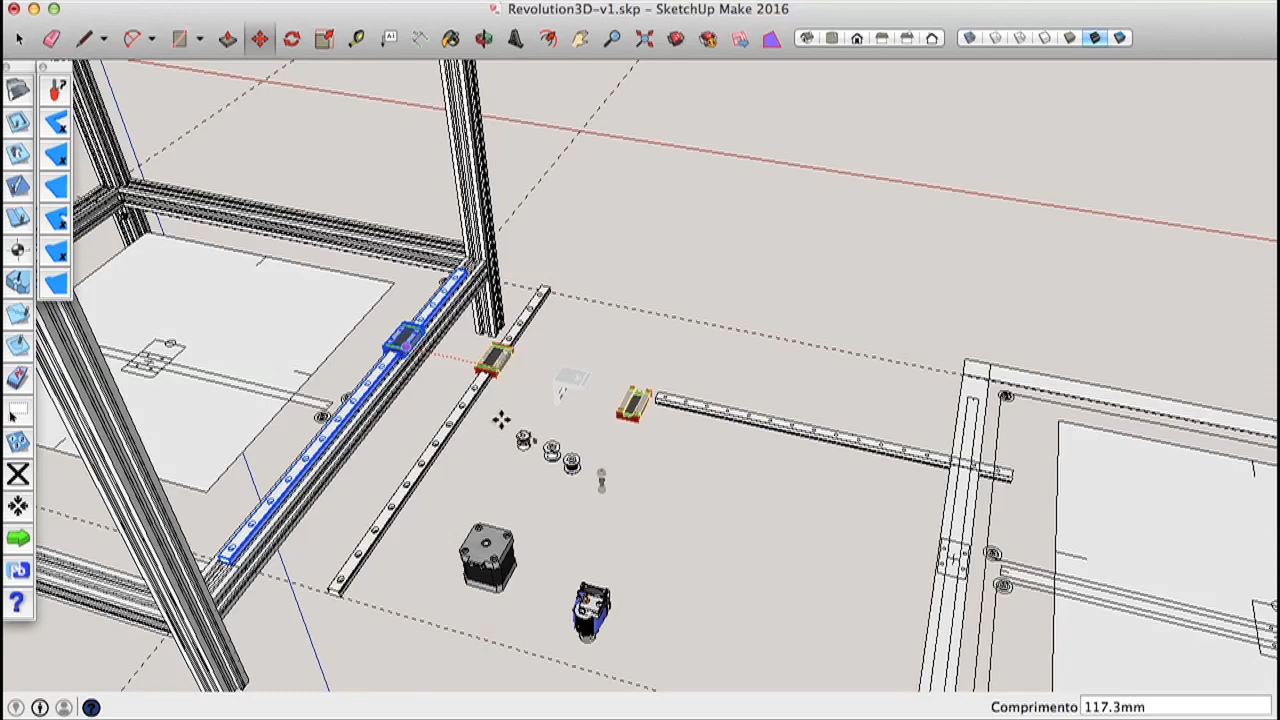 Revolution3D-v1.skp – SketchUp Make 2016
Comprimento 117.3mm